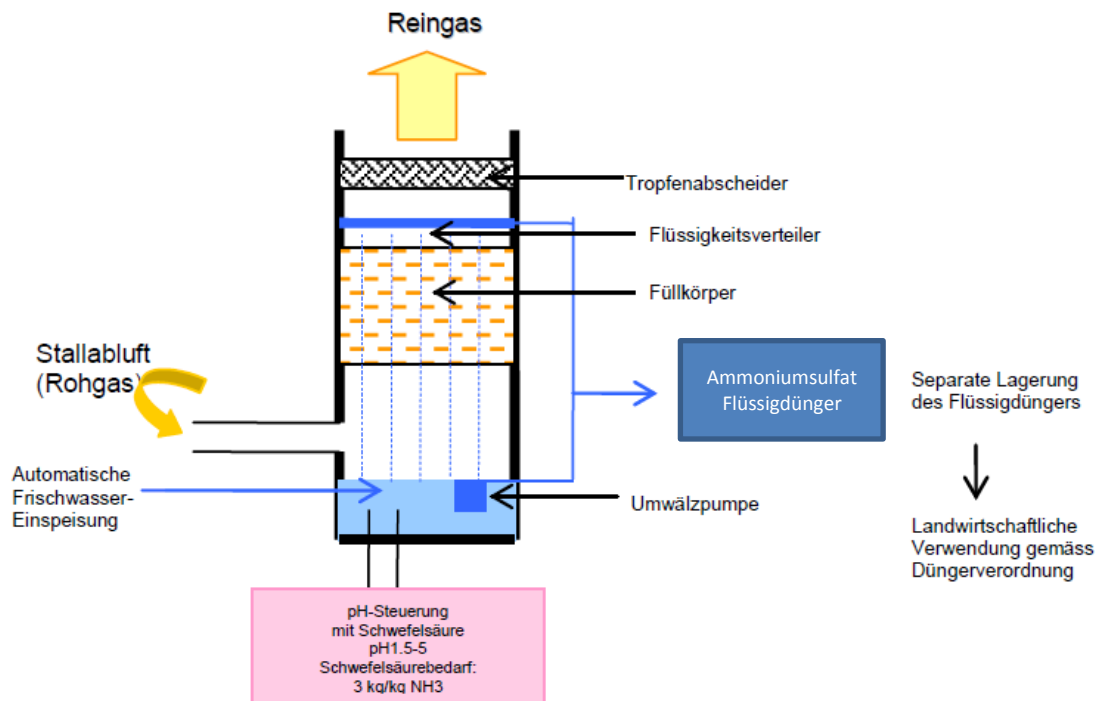 Reingas
Tropfenabscheider
Flüssigkeitsverteiler
Füllkörper
Stallabluft
(Rohgas)
Ammoniumsulfat
Flüssigdünger
Separate Lagerung
des Flüssigdüngers
Automatische
Frischwasser-
Einspeisung
Umwälzpumpe
Landwirtschaftliche
Verwendung gemäss
Düngerverordnung
pH-Steuerung
mit Schwefelsäure
pH1.5-5
Schwefelsäurebedarf:
3 kg/kg NH3